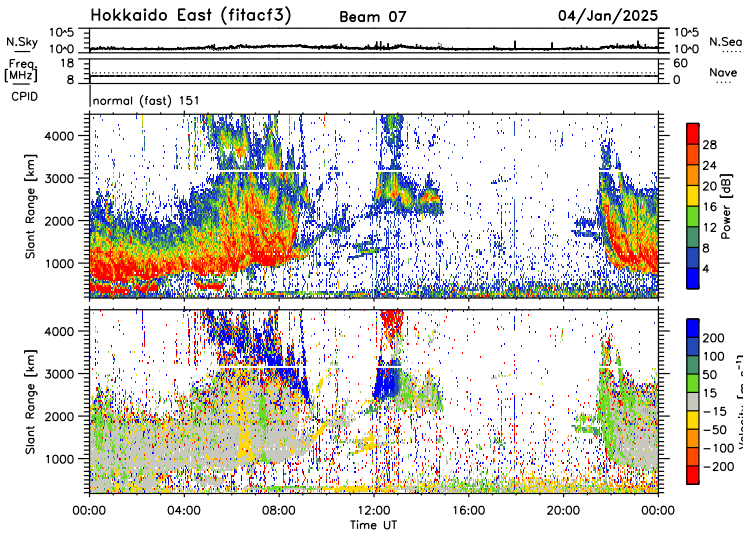 Hokkaido East (fitacf3) Beam 07 04/Jan/2025
N.Sky 10^5 10^0 10^5 10^0 N.Sea
Freq. [MHz] 18 8 60 0 Nave
CPID normal (fast) 151
Slant Range [km] 4000 3000 2000 1000
Power [dB] 28 24 20 16 12 8 4
Slant Range [km] 4000 3000 2000 1000
200 100 50 15 -15 -50 -100 -200
00:00 04:00 08:00 12:00 16:00 20:00 00:00
Time UT